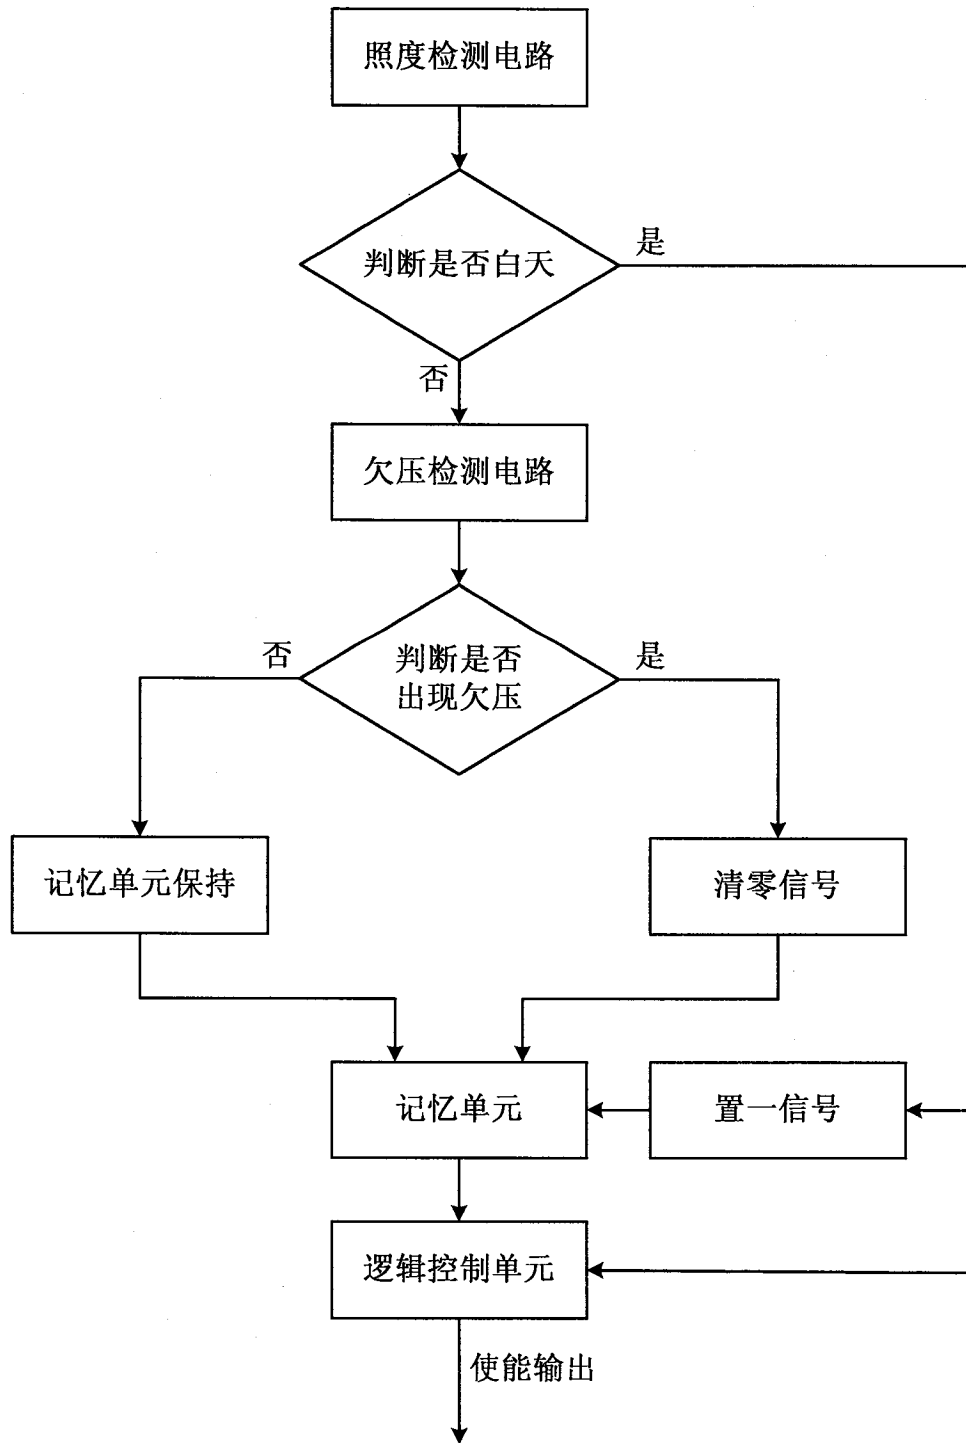 照度检测电路
判断是否白天
是
否
欠压检测电路
否
判断是否
出现欠压
是
记忆单元保持
清零信号
记忆单元
置一信号
逻辑控制单元
使能输出